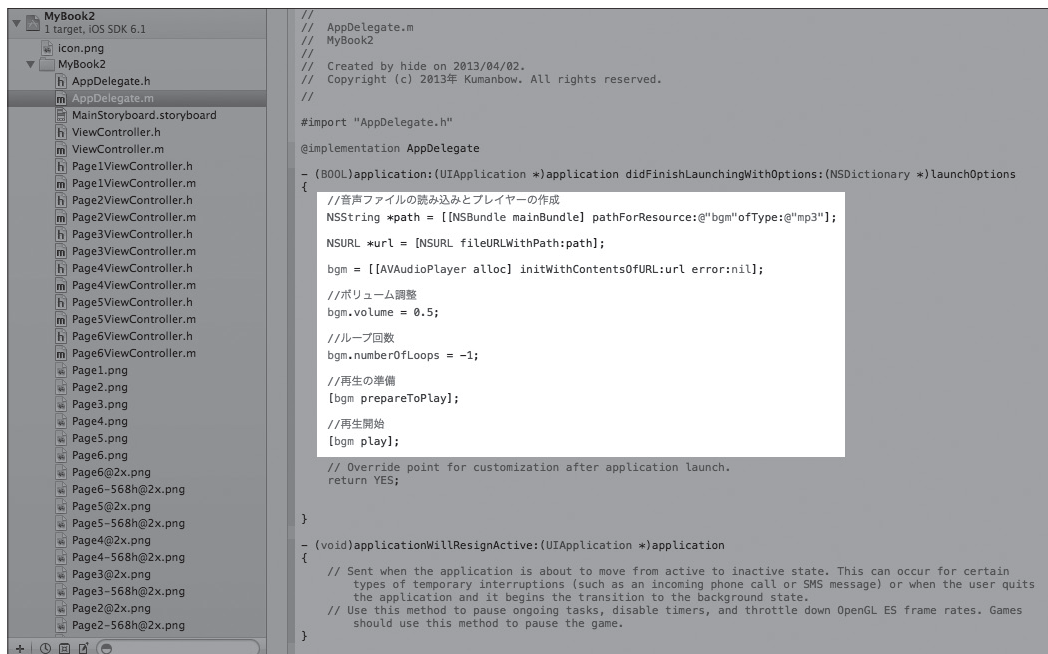 MyBook2
1 target, iOS SDK 6.1
icon.png
MyBook2
AppDelegate.h
AppDelegate.m
MainStoryboard.storyboard
ViewController.h
ViewController.m
Page1ViewController.h
Page1ViewController.m
Page2ViewController.h
Page2ViewController.m
Page3ViewController.h
Page3ViewController.m
Page4ViewController.h
Page4ViewController.m
Page5ViewController.h
Page5ViewController.m
Page6ViewController.h
Page6ViewController.m
Page1.png
Page2.png
Page3.png
Page4.png
Page5.png
Page6.png
Page6@2x.png
Page6-568h@2x.png
Page5@2x.png
Page5-568h@2x.png
Page4@2x.png
Page4-568h@2x.png
Page3@2x.png
Page3-568h@2x.png
Page2@2x.png
Page2-568h@2x.png
//
//  AppDelegate.m
//  MyBook2
//
//  Created by hide on 2013/04/02.
//  Copyright (c) 2013年 Kumanbow. All rights reserved.
//
#import "AppDelegate.h"
@implementation AppDelegate
- (BOOL)application:(UIApplication *)application didFinishLaunchingWithOptions:(NSDictionary *)launchOptions
{
//音声ファイルの読み込みとプレイヤーの作成
NSString *path = [[NSBundle mainBundle] pathForResource:@"bgm"ofType:@"mp3"];
NSURL *url = [NSURL fileURLWithPath:path];
bgm = [[AVAudioPlayer alloc] initWithContentsOfURL:url error:nil];
//ボリューム調整
bgm.volume = 0.5;
//ループ回数
bgm.numberOfLoops = -1;
//再生の準備
[bgm prepareToPlay];
//再生開始
[bgm play];
// Override point for customization after application launch.
return YES;
}
- (void)applicationWillResignActive:(UIApplication *)application
{
// Sent when the application is about to move from active to inactive state. This can occur for certain
types of temporary interruptions (such as an incoming phone call or SMS message) or when the user quits
the application and it begins the transition to the background state.
// Use this method to pause ongoing tasks, disable timers, and throttle down OpenGL ES frame rates. Games
should use this method to pause the game.
}